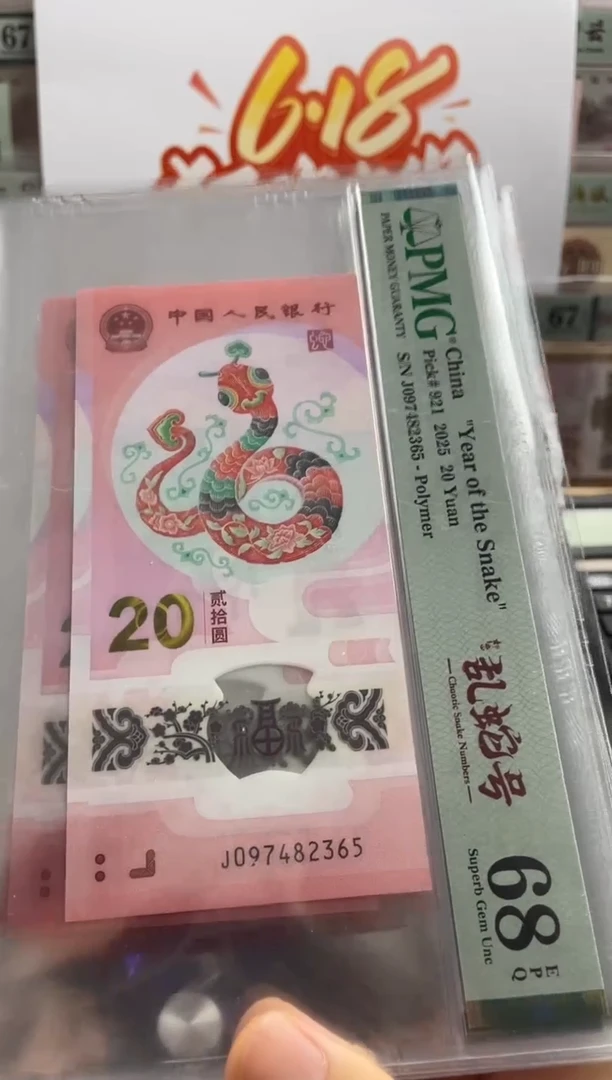 67
6.18
中国人民银行
20
贰拾圆
J097482365
PMG®
PAPER MONEY GUARANTY
China "Year of the Snake"
Pick# 921 2025 20 Yuan
S/N J097482365 - Polymer
乱蛇号
— Chaotic Snake Numbers —
68
EPQ
Superb Gem Unc
67